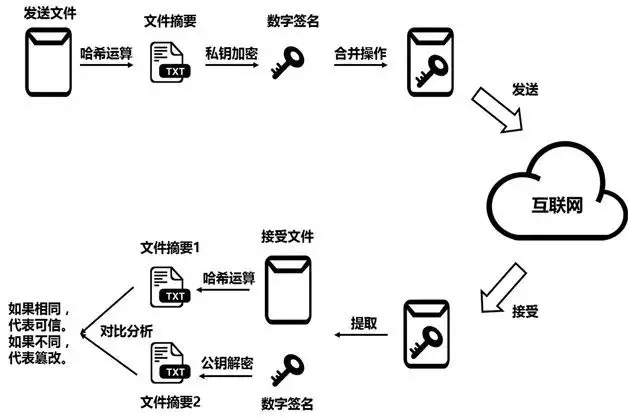 发送文件
文件摘要
数字签名
哈希运算
私钥加密
合并操作
TXT
发送
互联网
接受文件
文件摘要1
哈希运算
TXT
接受
如果相同，
代表可信。
如果不同，
代表篡改。
对比分析
提取
公钥解密
TXT
文件摘要2
数字签名